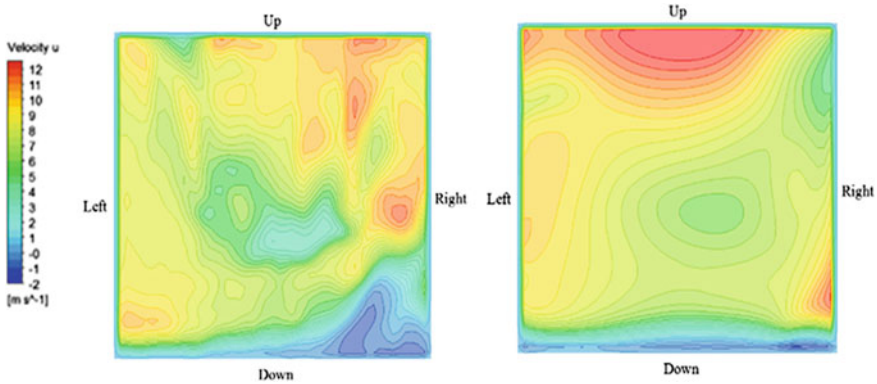 Up
Up
Velocity u
12
11
10
9
8
7
6
5
4
3
2
1
-0
-1
-2
[m s^-1]
Left
Right
Left
Right
Down
Down